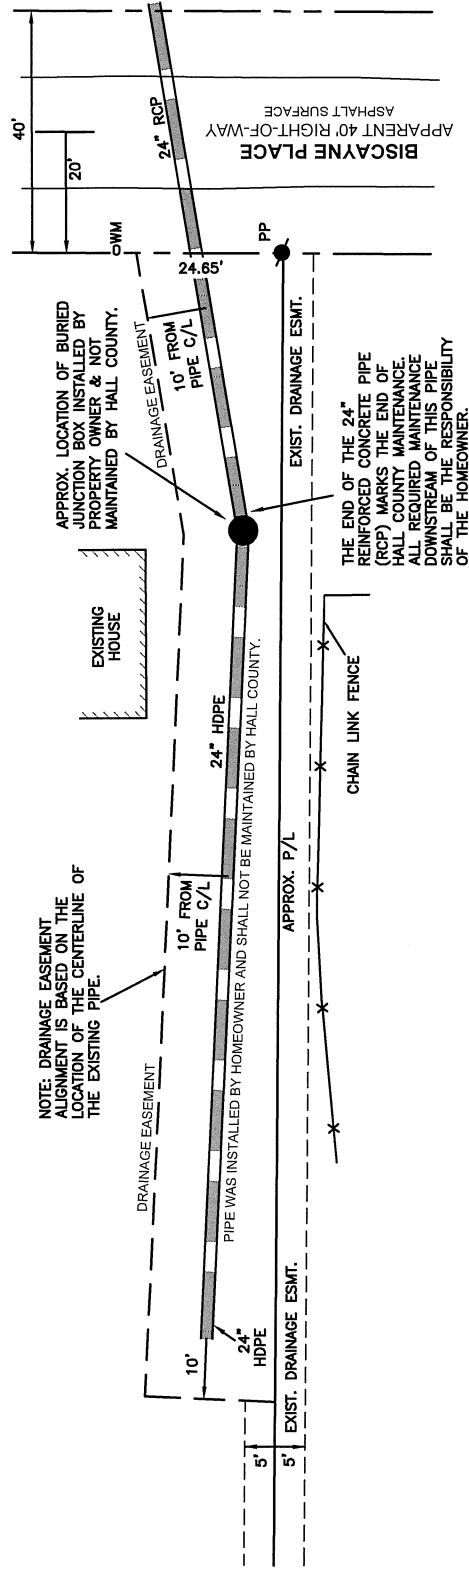 40'
20'
24" RCP
BISCAYNE PLACE
APPARENT 40' RIGHT-OF-WAY
ASPHALT SURFACE
WM
PP
24.65'
10' FROM
PIPE C/L
DRAINAGE EASEMENT
EXIST. DRAINAGE ESMT.
APPROX. LOCATION OF BURIED
JUNCTION BOX INSTALLED BY
PROPERTY OWNER & NOT
MAINTAINED BY HALL COUNTY.
THE END OF THE 24"
REINFORCED CONCRETE PIPE
(RCP) MARKS THE END OF
HALL COUNTY MAINTENANCE.
ALL REQUIRED MAINTENANCE
DOWNSTREAM OF THIS PIPE
SHALL BE THE RESPONSIBILITY
OF THE HOMEOWNER.
EXISTING
HOUSE
24" HDPE
PIPE WAS INSTALLED BY HOMEOWNER AND SHALL NOT BE MAINTAINED BY HALL COUNTY.
CHAIN LINK FENCE
APPROX. P/L
10' FROM
PIPE C/L
NOTE: DRAINAGE EASEMENT
ALIGNMENT IS BASED ON THE
LOCATION OF THE CENTERLINE OF
THE EXISTING PIPE.
DRAINAGE EASEMENT
24"
HDPE
10'
EXIST. DRAINAGE ESMT.
5'
5'